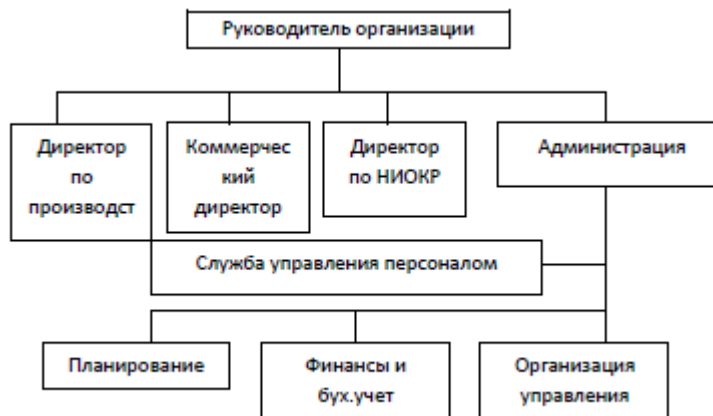 Руководитель организации
Директор
по
производст
Коммерчес
кий
директор
Директор
по НИОКР
Администрация
Служба управления персоналом
Планирование
Финансы и
бух.учет
Организация
управления